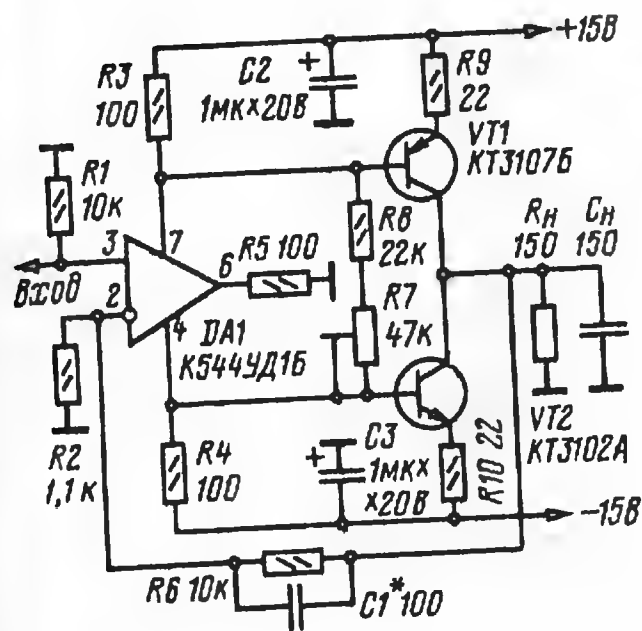 +15В
R3
100
C2
+
1мк×20В
R9
22
VT1
КТ3107Б
R1
10к
3
7
Вход
2
6
4
R5 100
R8
22к
R7
47к
Rн
150
Cн
150
DA1
К544УД1Б
R2
1,1к
R4
100
C3
+
1мк×
×20В
R10 22
VT2
КТ3102А
-15В
R6 10к
C1* 100